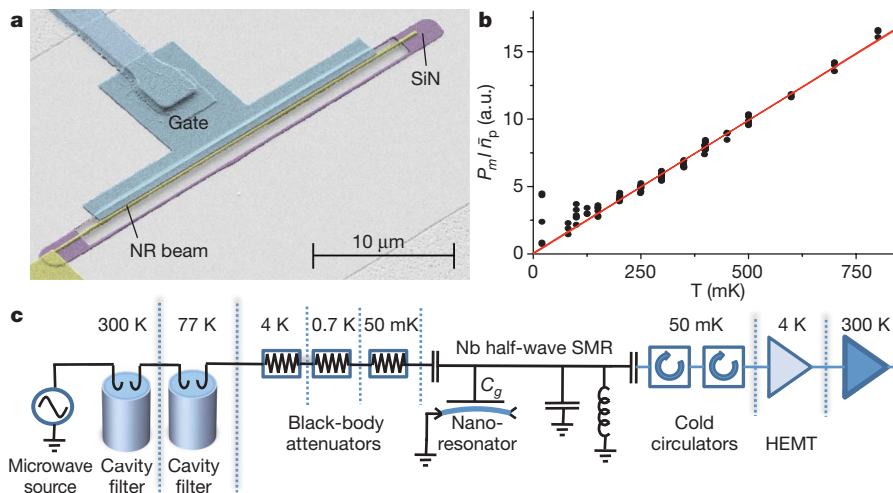 a
SiN
Gate
NR beam
10 μm
b
15
10
5
0
0 250 500 750
P_m/ n̄_p (a.u.)
T (mK)
c
300 K 77 K 4 K 0.7 K 50 mK Nb half-wave SMR 50 mK 4 K 300 K
C_g
Microwave source
Cavity filter
Cavity filter
Black-body attenuators
Nano-resonator
Cold circulators
HEMT